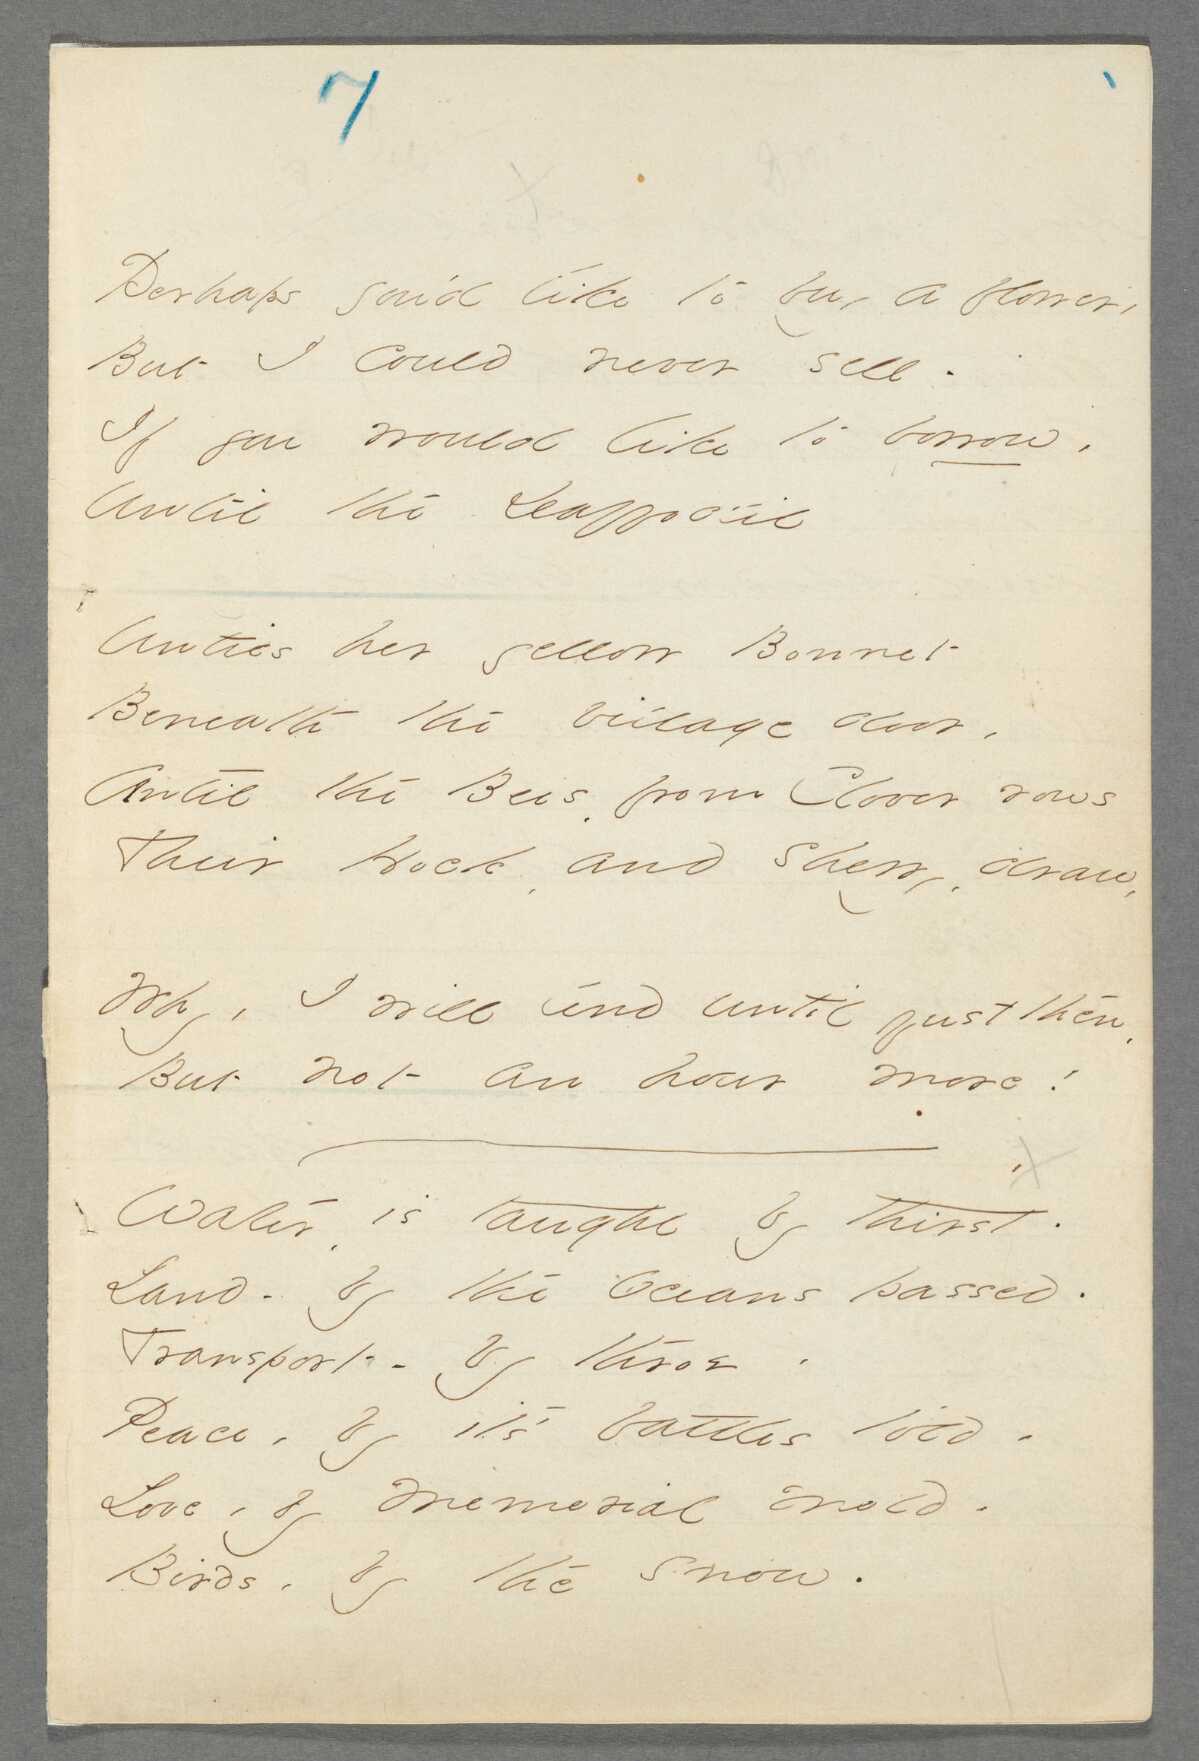 7
Perhaps you'd like to buy a flower,
But I could never sell -
If you would like to borrow,
Until the Daffodil
Unties her yellow Bonnet
Beneath the village door,
Until the Bees, from Clover rows
Their Hock, and Sherry, draw,
Why, I will lend until just then,
But not an hour more!
Water, is taught by thirst.
Land - by the Oceans passed.
Transport - by throe -
Peace, by it's battles told -
Love, by memorial mold -
Birds, by the snow.